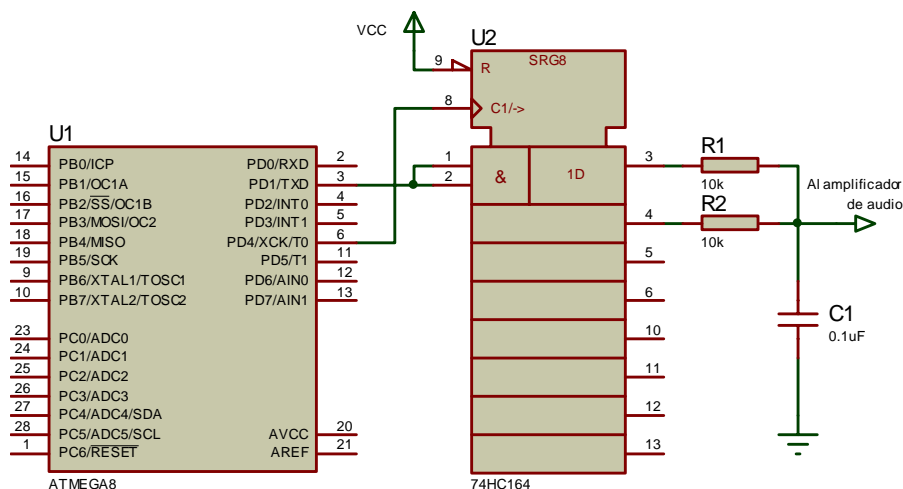 VCC
U2
9
R
SRG8
8
C1/->
U1
14
PB0/ICP
PD0/RXD
2
15
PB1/OC1A
PD1/TXD
3
16
PB2/SS/OC1B
PD2/INT0
4
17
PB3/MOSI/OC2
PD3/INT1
5
18
PB4/MISO
PD4/XCK/T0
6
19
PB5/SCK
PD5/T1
11
9
PB6/XTAL1/TOSC1
PD6/AIN0
12
10
PB7/XTAL2/TOSC2
PD7/AIN1
13
23
PC0/ADC0
24
PC1/ADC1
25
PC2/ADC2
26
PC3/ADC3
27
PC4/ADC4/SDA
28
PC5/ADC5/SCL
AVCC
20
1
PC6/RESET
AREF
21
ATMEGA8
1
2
&
1D
3
4
5
6
10
11
12
13
74HC164
R1
10k
R2
10k
Al amplificador
de audio
C1
0.1uF